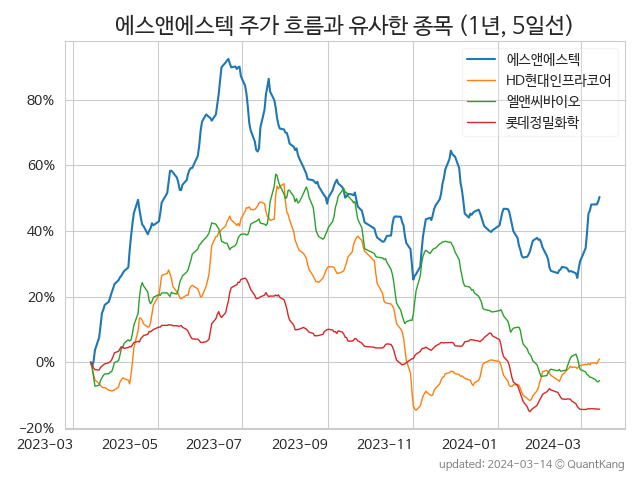 에스앤에스텍 주가 흐름과 유사한 종목 (1년, 5일선)
에스앤에스텍
HD현대인프라코어
엘앤씨바이오
롯데정밀화학
80%
60%
40%
20%
0%
−20%
2023-03 2023-05 2023-07 2023-09 2023-11 2024-01 2024-03
updated: 2024-03-14 © QuantKang